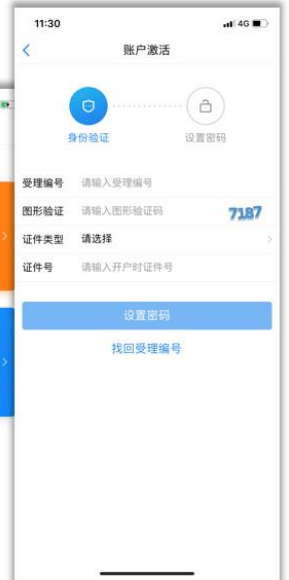 11:30
4G
账户激活
身份验证
设置密码
受理编号 请输入受理编号
图形验证 请输入图形验证码 7187
证件类型 请选择
证件号 请输入开户时证件号
设置密码
找回受理编号